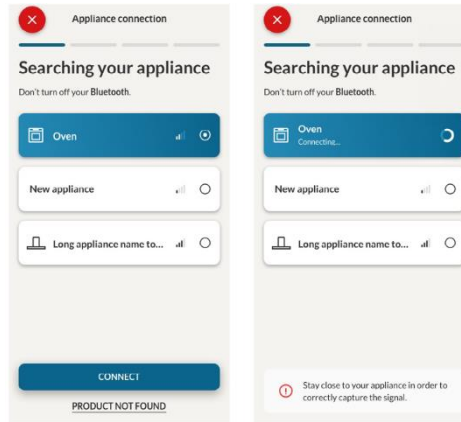 Appliance connection
Searching your appliance
Don't turn off your Bluetooth.
Oven
New appliance
Long appliance name to...
CONNECT
PRODUCT NOT FOUND
Appliance connection
Searching your appliance
Don't turn off your Bluetooth.
Oven
Connecting...
New appliance
Long appliance name to...
Stay close to your appliance in order to
correctly capture the signal.